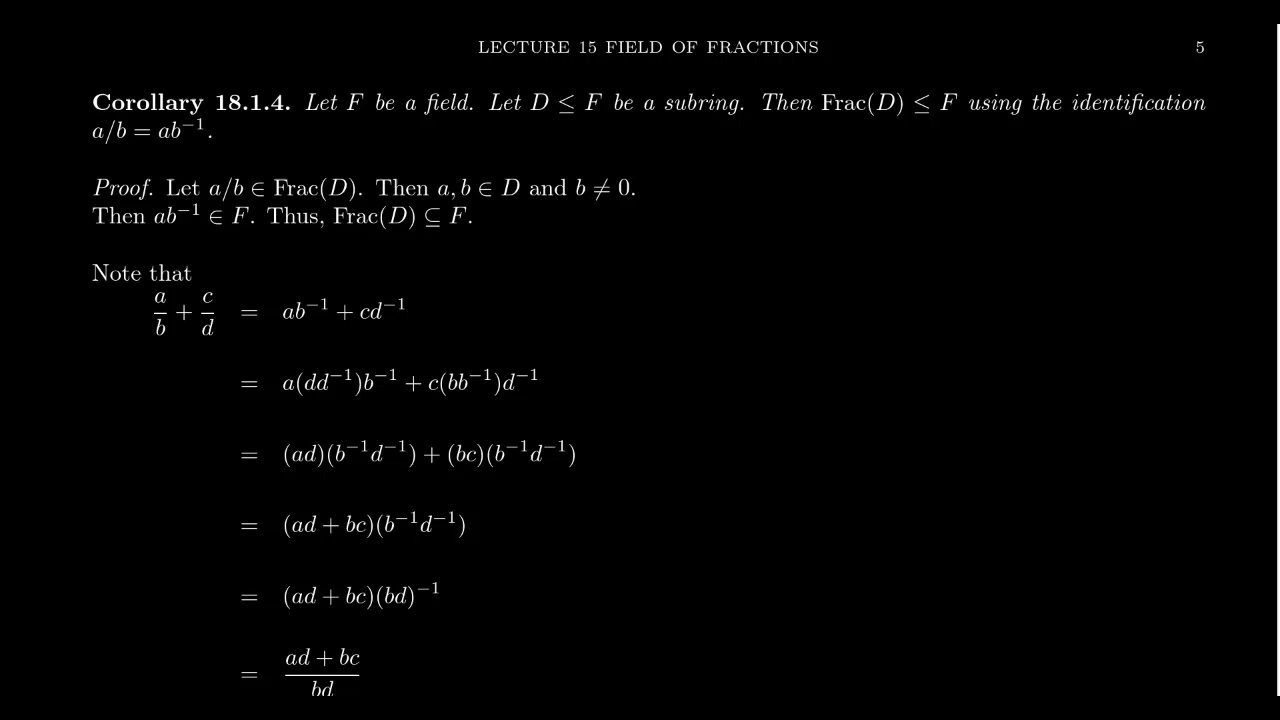 LECTURE 15 FIELD OF FRACTIONS 5
Corollary 18.1.4. Let F be a field. Let D ≤ F be a subring. Then Frac(D) ≤ F using the identification
a/b = ab⁻¹.
Proof. Let a/b ∈ Frac(D). Then a, b ∈ D and b ≠ 0.
Then ab⁻¹ ∈ F. Thus, Frac(D) ⊆ F.
Note that
a/b + c/d = ab⁻¹ + cd⁻¹
= a(dd⁻¹)b⁻¹ + c(bb⁻¹)d⁻¹
= (ad)(b⁻¹d⁻¹) + (bc)(b⁻¹d⁻¹)
= (ad + bc)(b⁻¹d⁻¹)
= (ad + bc)(bd)⁻¹
= (ad + bc)/bd